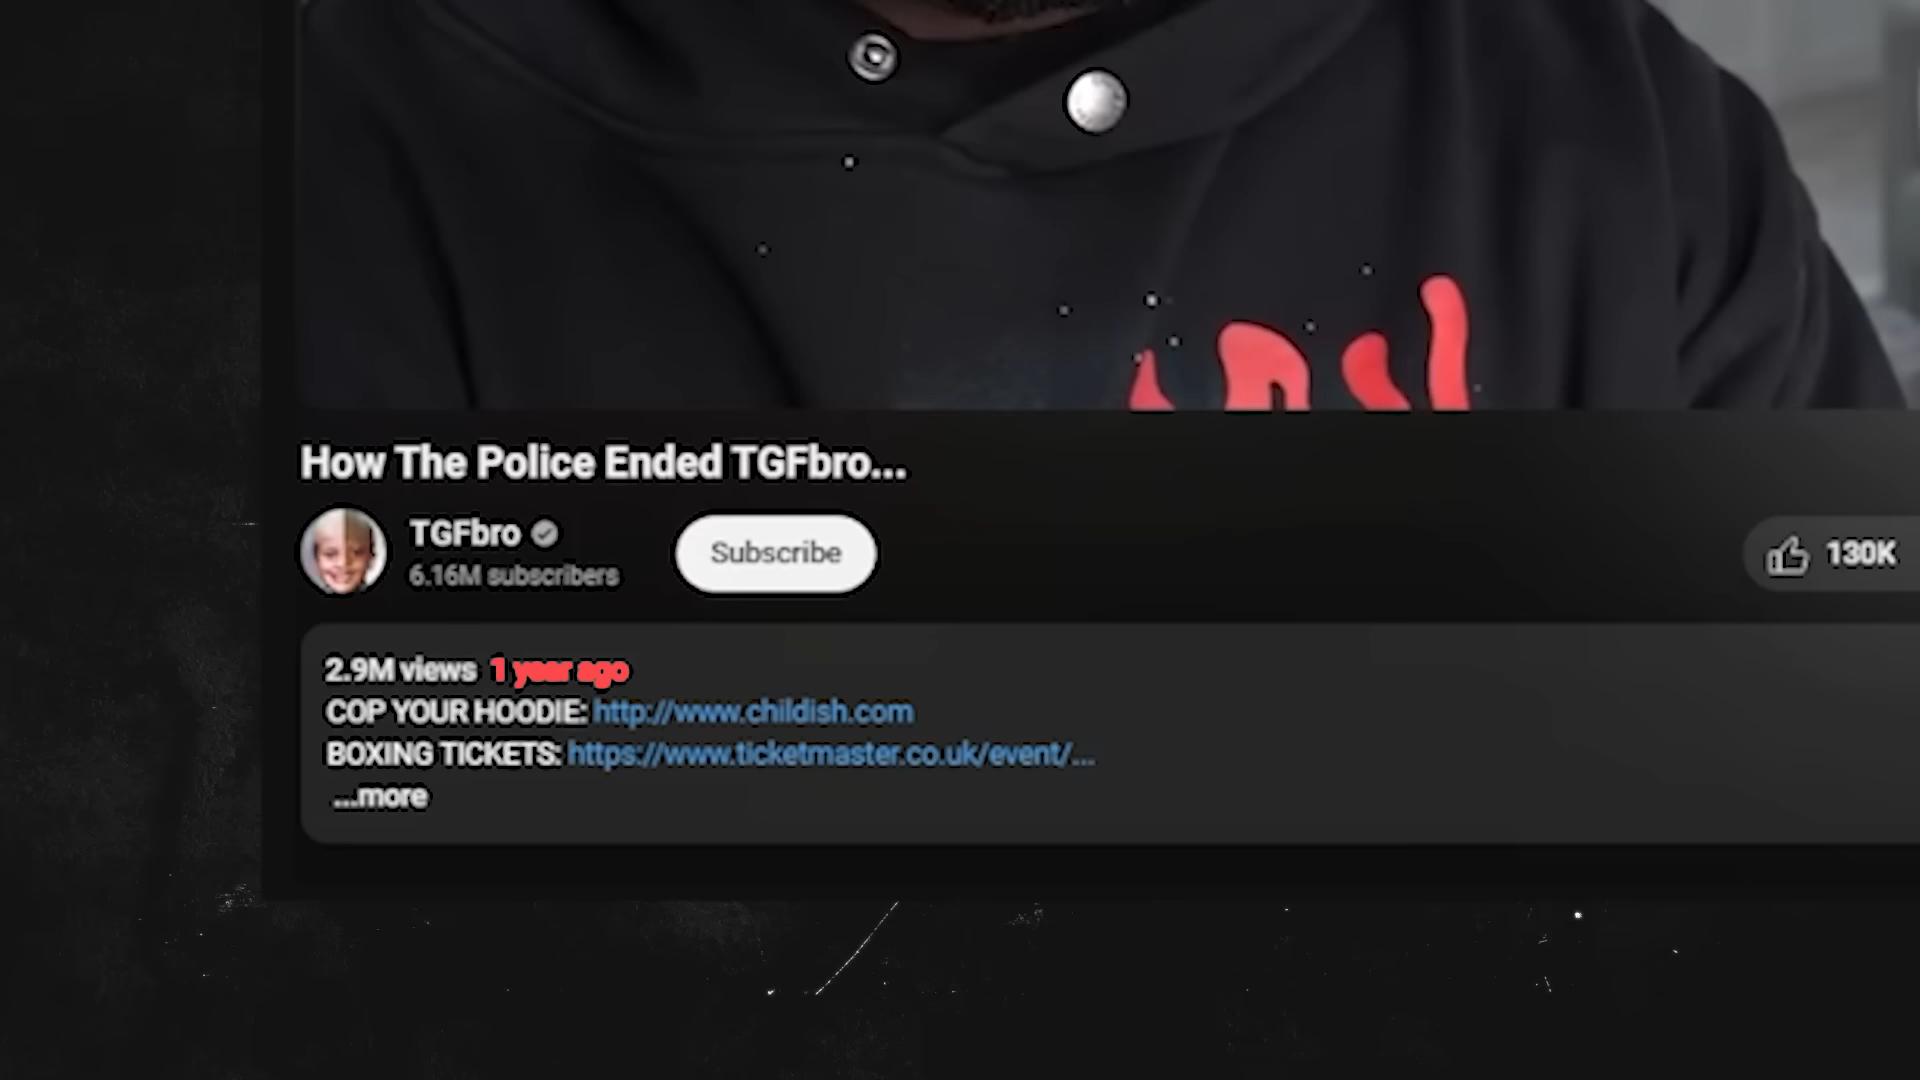 How The Police Ended TGFbro...
TGFbro
6.16M subscribers
Subscribe
130K
2.9M views 1 year ago
COP YOUR HOODIE: http://www.childish.com
BOXING TICKETS: https://www.ticketmaster.co.uk/event/...
...more